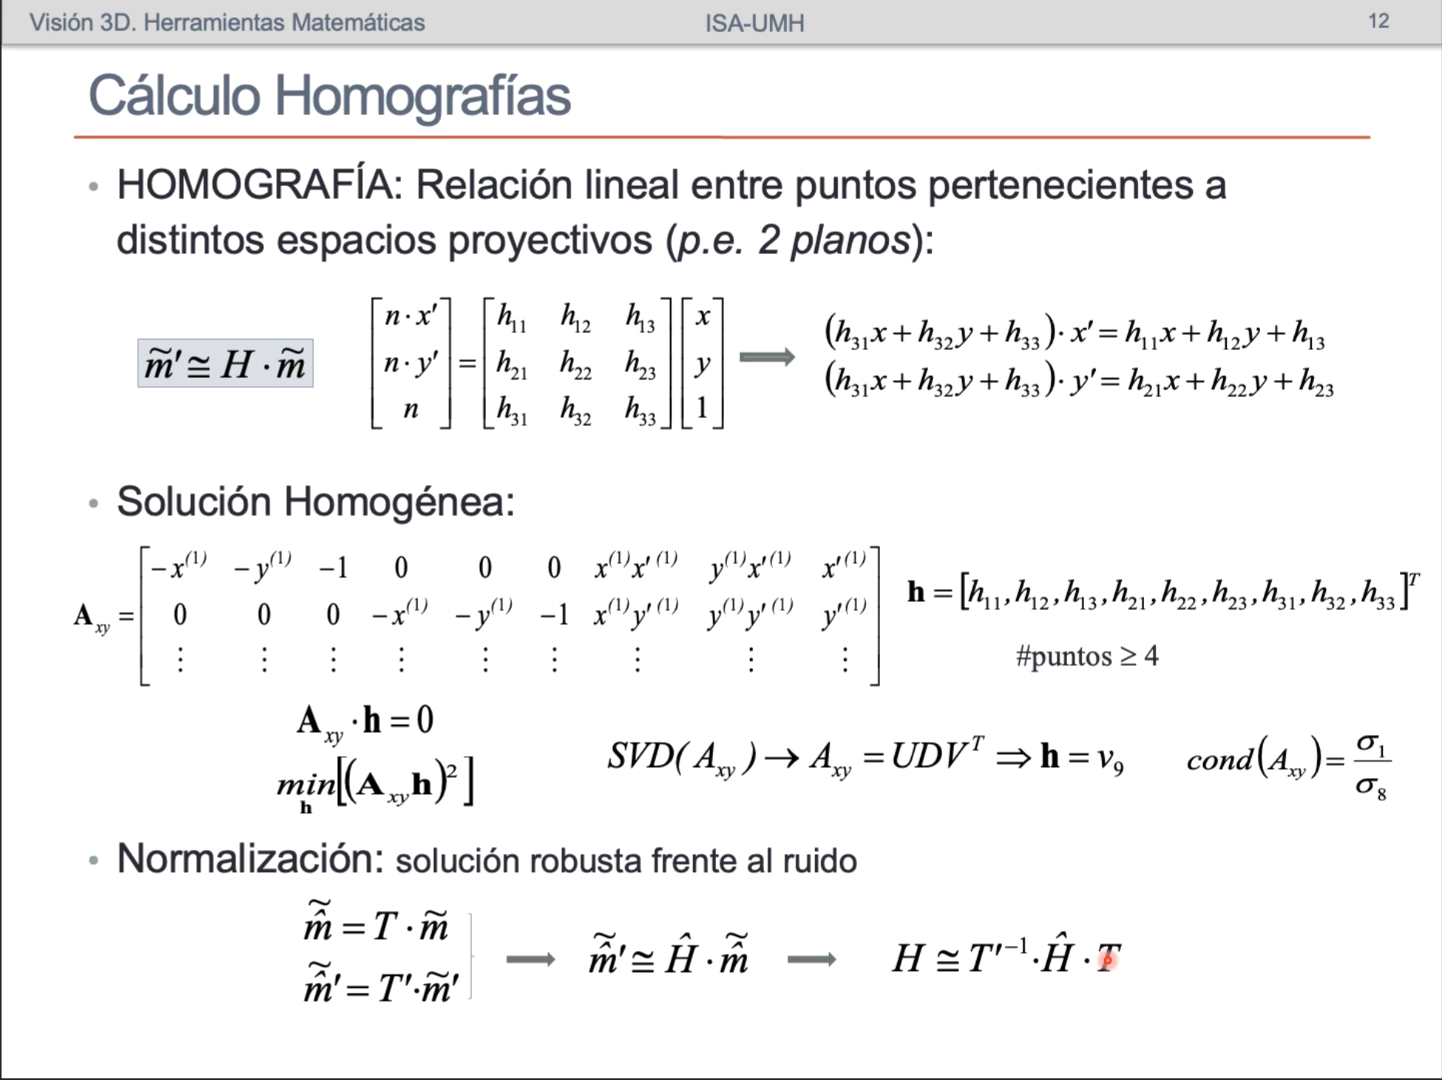 Visión 3D. Herramientas Matemáticas ISA-UMH 12
Cálculo Homografías
• HOMOGRAFÍA: Relación lineal entre puntos pertenecientes a
distintos espacios proyectivos (p.e. 2 planos):
m̃' ≅ H · m̃
[n·x' ; n·y' ; n] = [h₁₁ h₁₂ h₁₃ ; h₂₁ h₂₂ h₂₃ ; h₃₁ h₃₂ h₃₃] [x ; y ; 1]
(h₃₁x + h₃₂y + h₃₃) · x' = h₁₁x + h₁₂y + h₁₃
(h₃₁x + h₃₂y + h₃₃) · y' = h₂₁x + h₂₂y + h₂₃
• Solución Homogénea:
A_xy = [−x⁽¹⁾ −y⁽¹⁾ −1 0 0 0 x⁽¹⁾x'⁽¹⁾ y⁽¹⁾x'⁽¹⁾ x'⁽¹⁾ ; 0 0 0 −x⁽¹⁾ −y⁽¹⁾ −1 x⁽¹⁾y'⁽¹⁾ y⁽¹⁾y'⁽¹⁾ y'⁽¹⁾ ; ⋮ ⋮ ⋮ ⋮ ⋮ ⋮ ⋮ ⋮ ⋮]
h = [h₁₁, h₁₂, h₁₃, h₂₁, h₂₂, h₂₃, h₃₁, h₃₂, h₃₃]ᵀ
#puntos ≥ 4
A_xy · h = 0
min_h [(A_xy h)²]
SVD(A_xy) → A_xy = UDVᵀ ⇒ h = v₉
cond(A_xy) = σ₁/σ₈
• Normalización: solución robusta frente al ruido
m̂̃ = T · m̃
m̂̃' = T' · m̃'
m̂̃' ≅ Ĥ · m̂̃
H ≅ T'⁻¹ · Ĥ · T